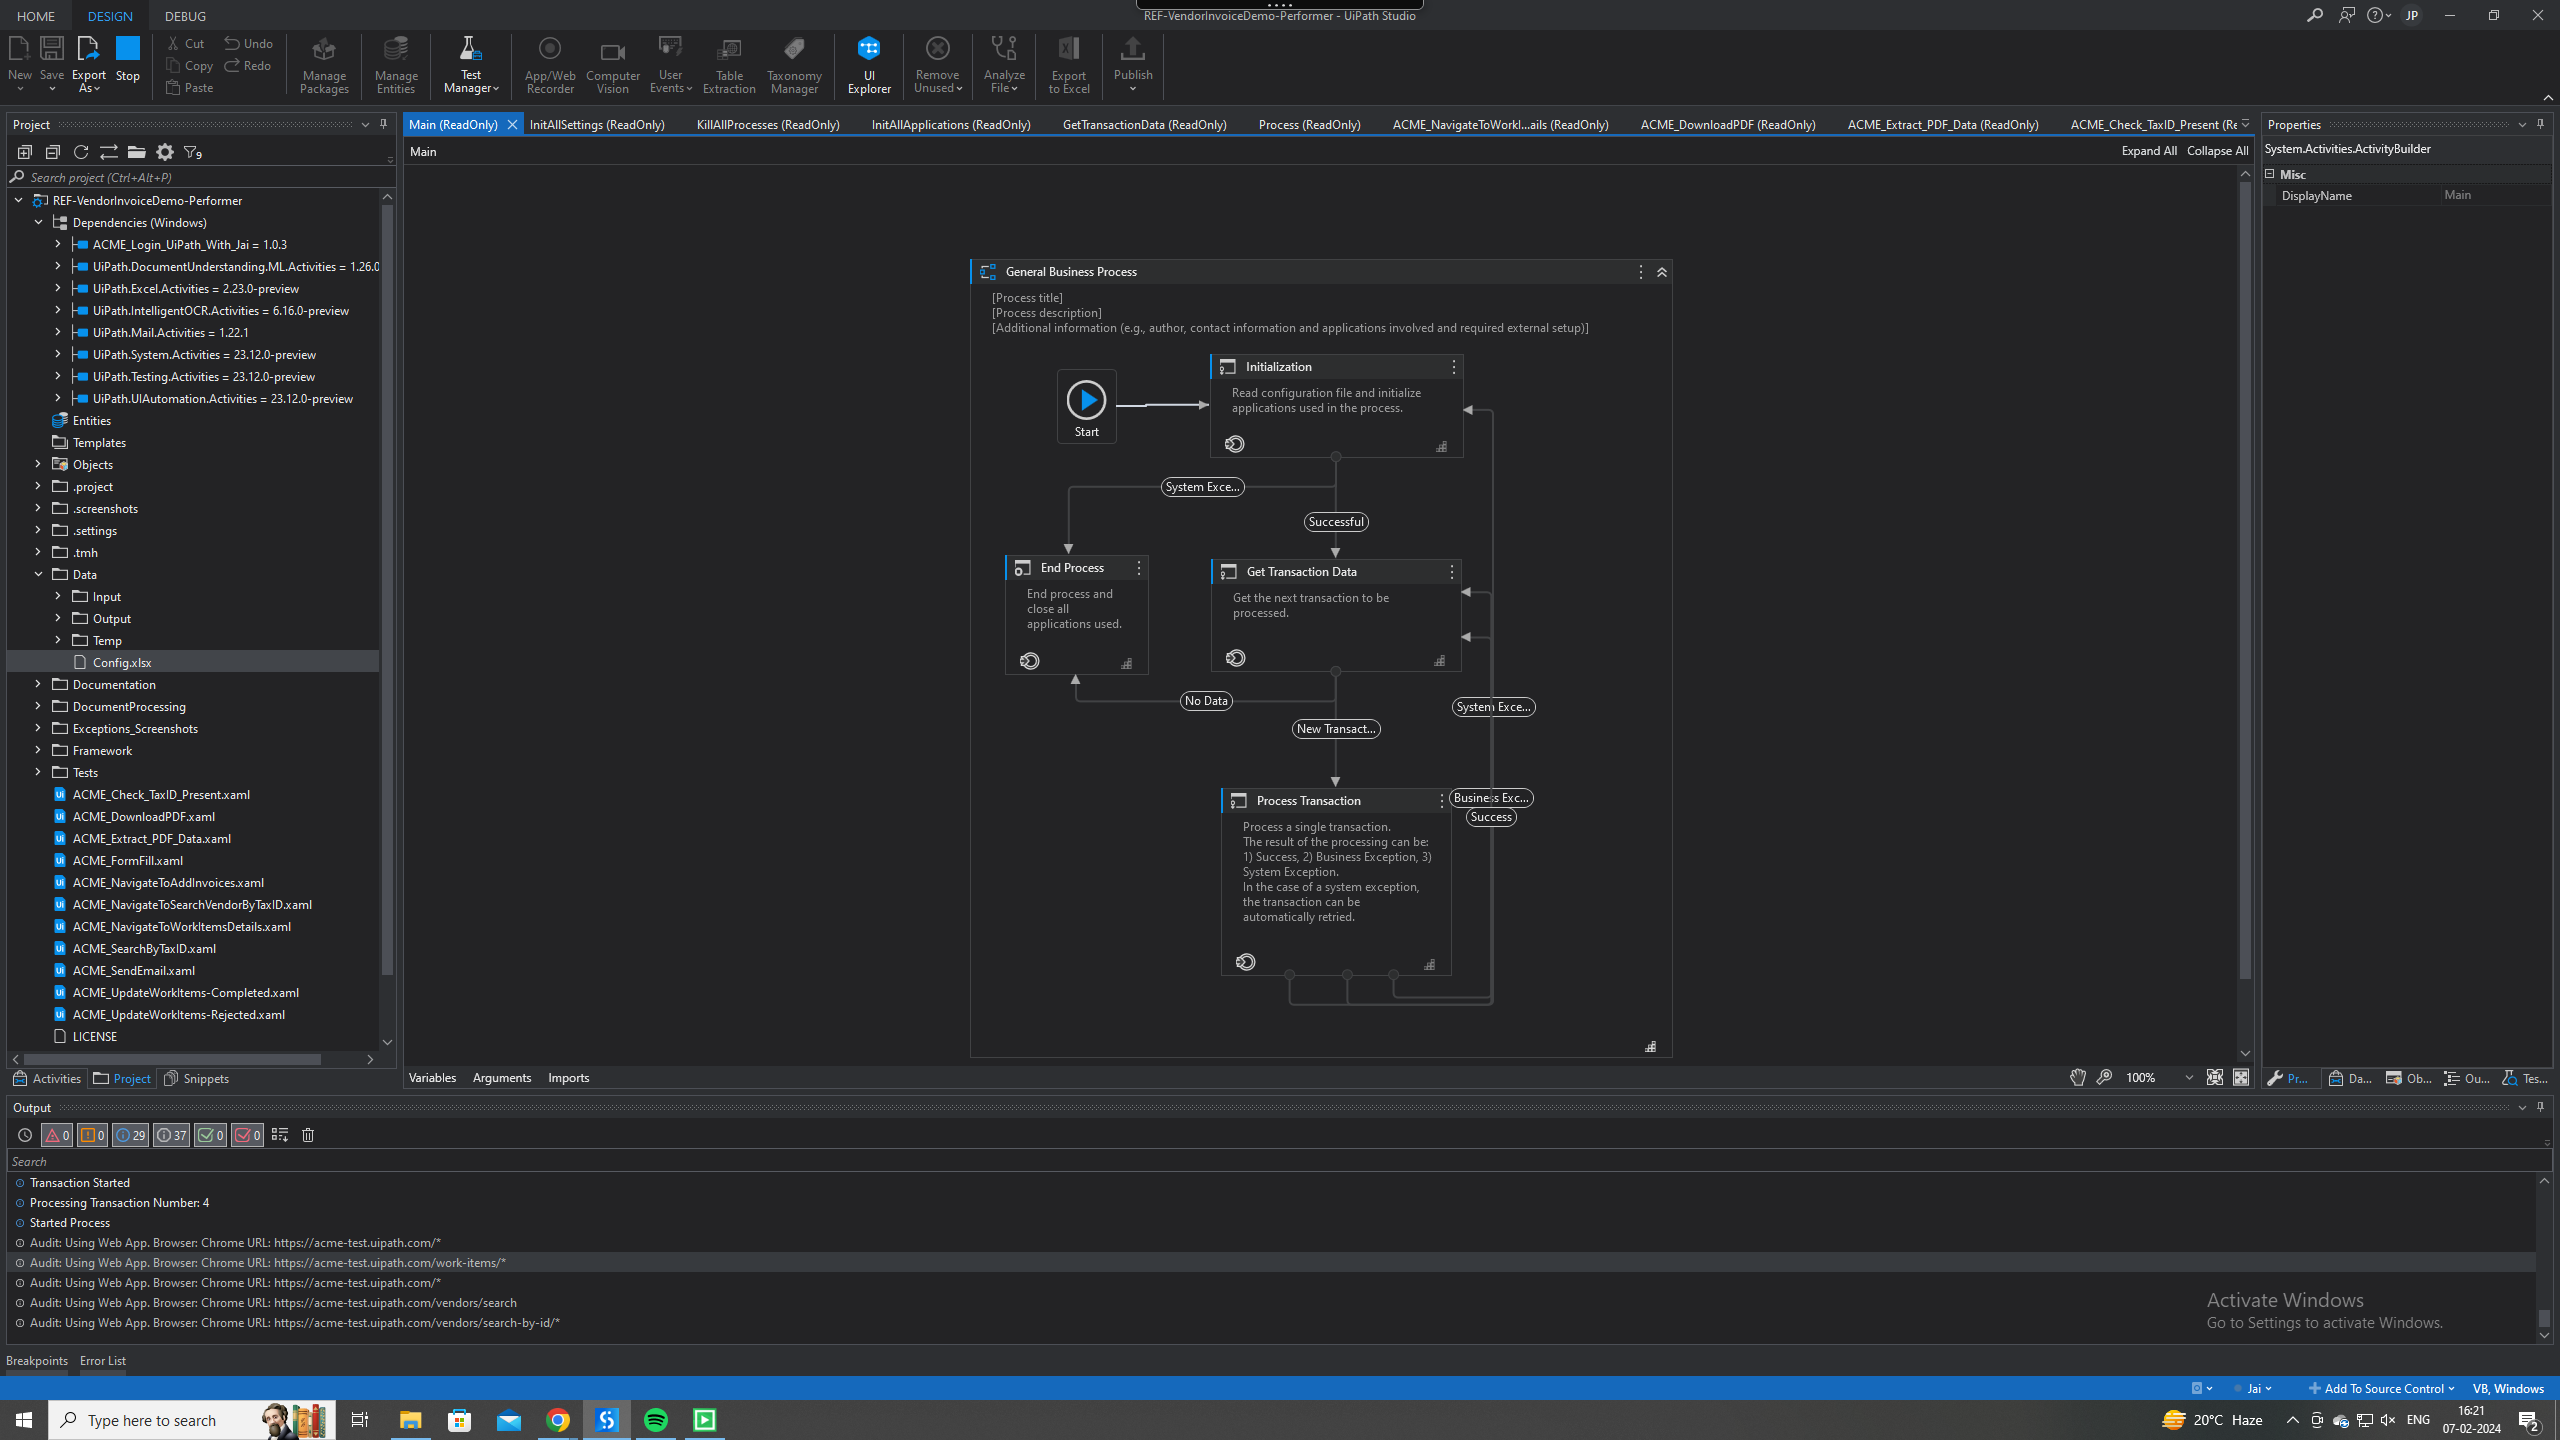 HOME DESIGN DEBUG
REF-VendorInvoiceDemo-Performer - UiPath Studio
JP
New Save Export As Stop
Cut Undo
Copy Redo
Paste
Manage Packages
Manage Entities
Test Manager
App/Web Recorder
Computer Vision
User Events
Table Extraction
Taxonomy Manager
UI Explorer
Remove Unused
Analyze File
Export to Excel
Publish
Project
9
Search project (Ctrl+Alt+P)
REF-VendorInvoiceDemo-Performer
Dependencies (Windows)
ACME_Login_UiPath_With_Jai = 1.0.3
UiPath.DocumentUnderstanding.ML.Activities = 1.26.0
UiPath.Excel.Activities = 2.23.0-preview
UiPath.IntelligentOCR.Activities = 6.16.0-preview
UiPath.Mail.Activities = 1.22.1
UiPath.System.Activities = 23.12.0-preview
UiPath.Testing.Activities = 23.12.0-preview
UiPath.UIAutomation.Activities = 23.12.0-preview
Entities
Templates
Objects
.project
.screenshots
.settings
.tmh
Data
Input
Output
Temp
Config.xlsx
Documentation
DocumentProcessing
Exceptions_Screenshots
Framework
Tests
ACME_Check_TaxID_Present.xaml
ACME_DownloadPDF.xaml
ACME_Extract_PDF_Data.xaml
ACME_FormFill.xaml
ACME_NavigateToAddInvoices.xaml
ACME_NavigateToSearchVendorByTaxID.xaml
ACME_NavigateToWorkItemsDetails.xaml
ACME_SearchByTaxID.xaml
ACME_SendEmail.xaml
ACME_UpdateWorkItems-Completed.xaml
ACME_UpdateWorkItems-Rejected.xaml
LICENSE
Activities Project Snippets
Main (ReadOnly) InitAllSettings (ReadOnly) KillAllProcesses (ReadOnly) InitAllApplications (ReadOnly) GetTransactionData (ReadOnly) Process (ReadOnly) ACME_NavigateToWorkI...ails (ReadOnly) ACME_DownloadPDF (ReadOnly) ACME_Extract_PDF_Data (ReadOnly) ACME_Check_TaxID_Present (Re
Main Expand All Collapse All
General Business Process
[Process title]
[Process description]
[Additional information (e.g., author, contact information and applications involved and required external setup)]
Start
Initialization
Read configuration file and initialize
applications used in the process.
System Exce...
Successful
End Process
End process and
close all
applications used.
Get Transaction Data
Get the next transaction to be
processed.
No Data
New Transact...
System Exce...
Process Transaction
Business Exc...
Success
Process a single transaction.
The result of the processing can be:
1) Success, 2) Business Exception, 3)
System Exception.
In the case of a system exception,
the transaction can be
automatically retried.
Variables Arguments Imports
100%
Properties
System.Activities.ActivityBuilder
Misc
DisplayName Main
Pr... Da... Ob... Ou... Tes...
Output
0 0 29 37 0 0
Search
Transaction Started
Processing Transaction Number: 4
Started Process
Audit: Using Web App. Browser: Chrome URL: https://acme-test.uipath.com/*
Audit: Using Web App. Browser: Chrome URL: https://acme-test.uipath.com/work-items/*
Audit: Using Web App. Browser: Chrome URL: https://acme-test.uipath.com/*
Audit: Using Web App. Browser: Chrome URL: https://acme-test.uipath.com/vendors/search
Audit: Using Web App. Browser: Chrome URL: https://acme-test.uipath.com/vendors/search-by-id/*
Activate Windows
Go to Settings to activate Windows.
Breakpoints Error List
Jai Add To Source Control VB, Windows
Type here to search
20°C Haze
ENG
16:21
07-02-2024
2